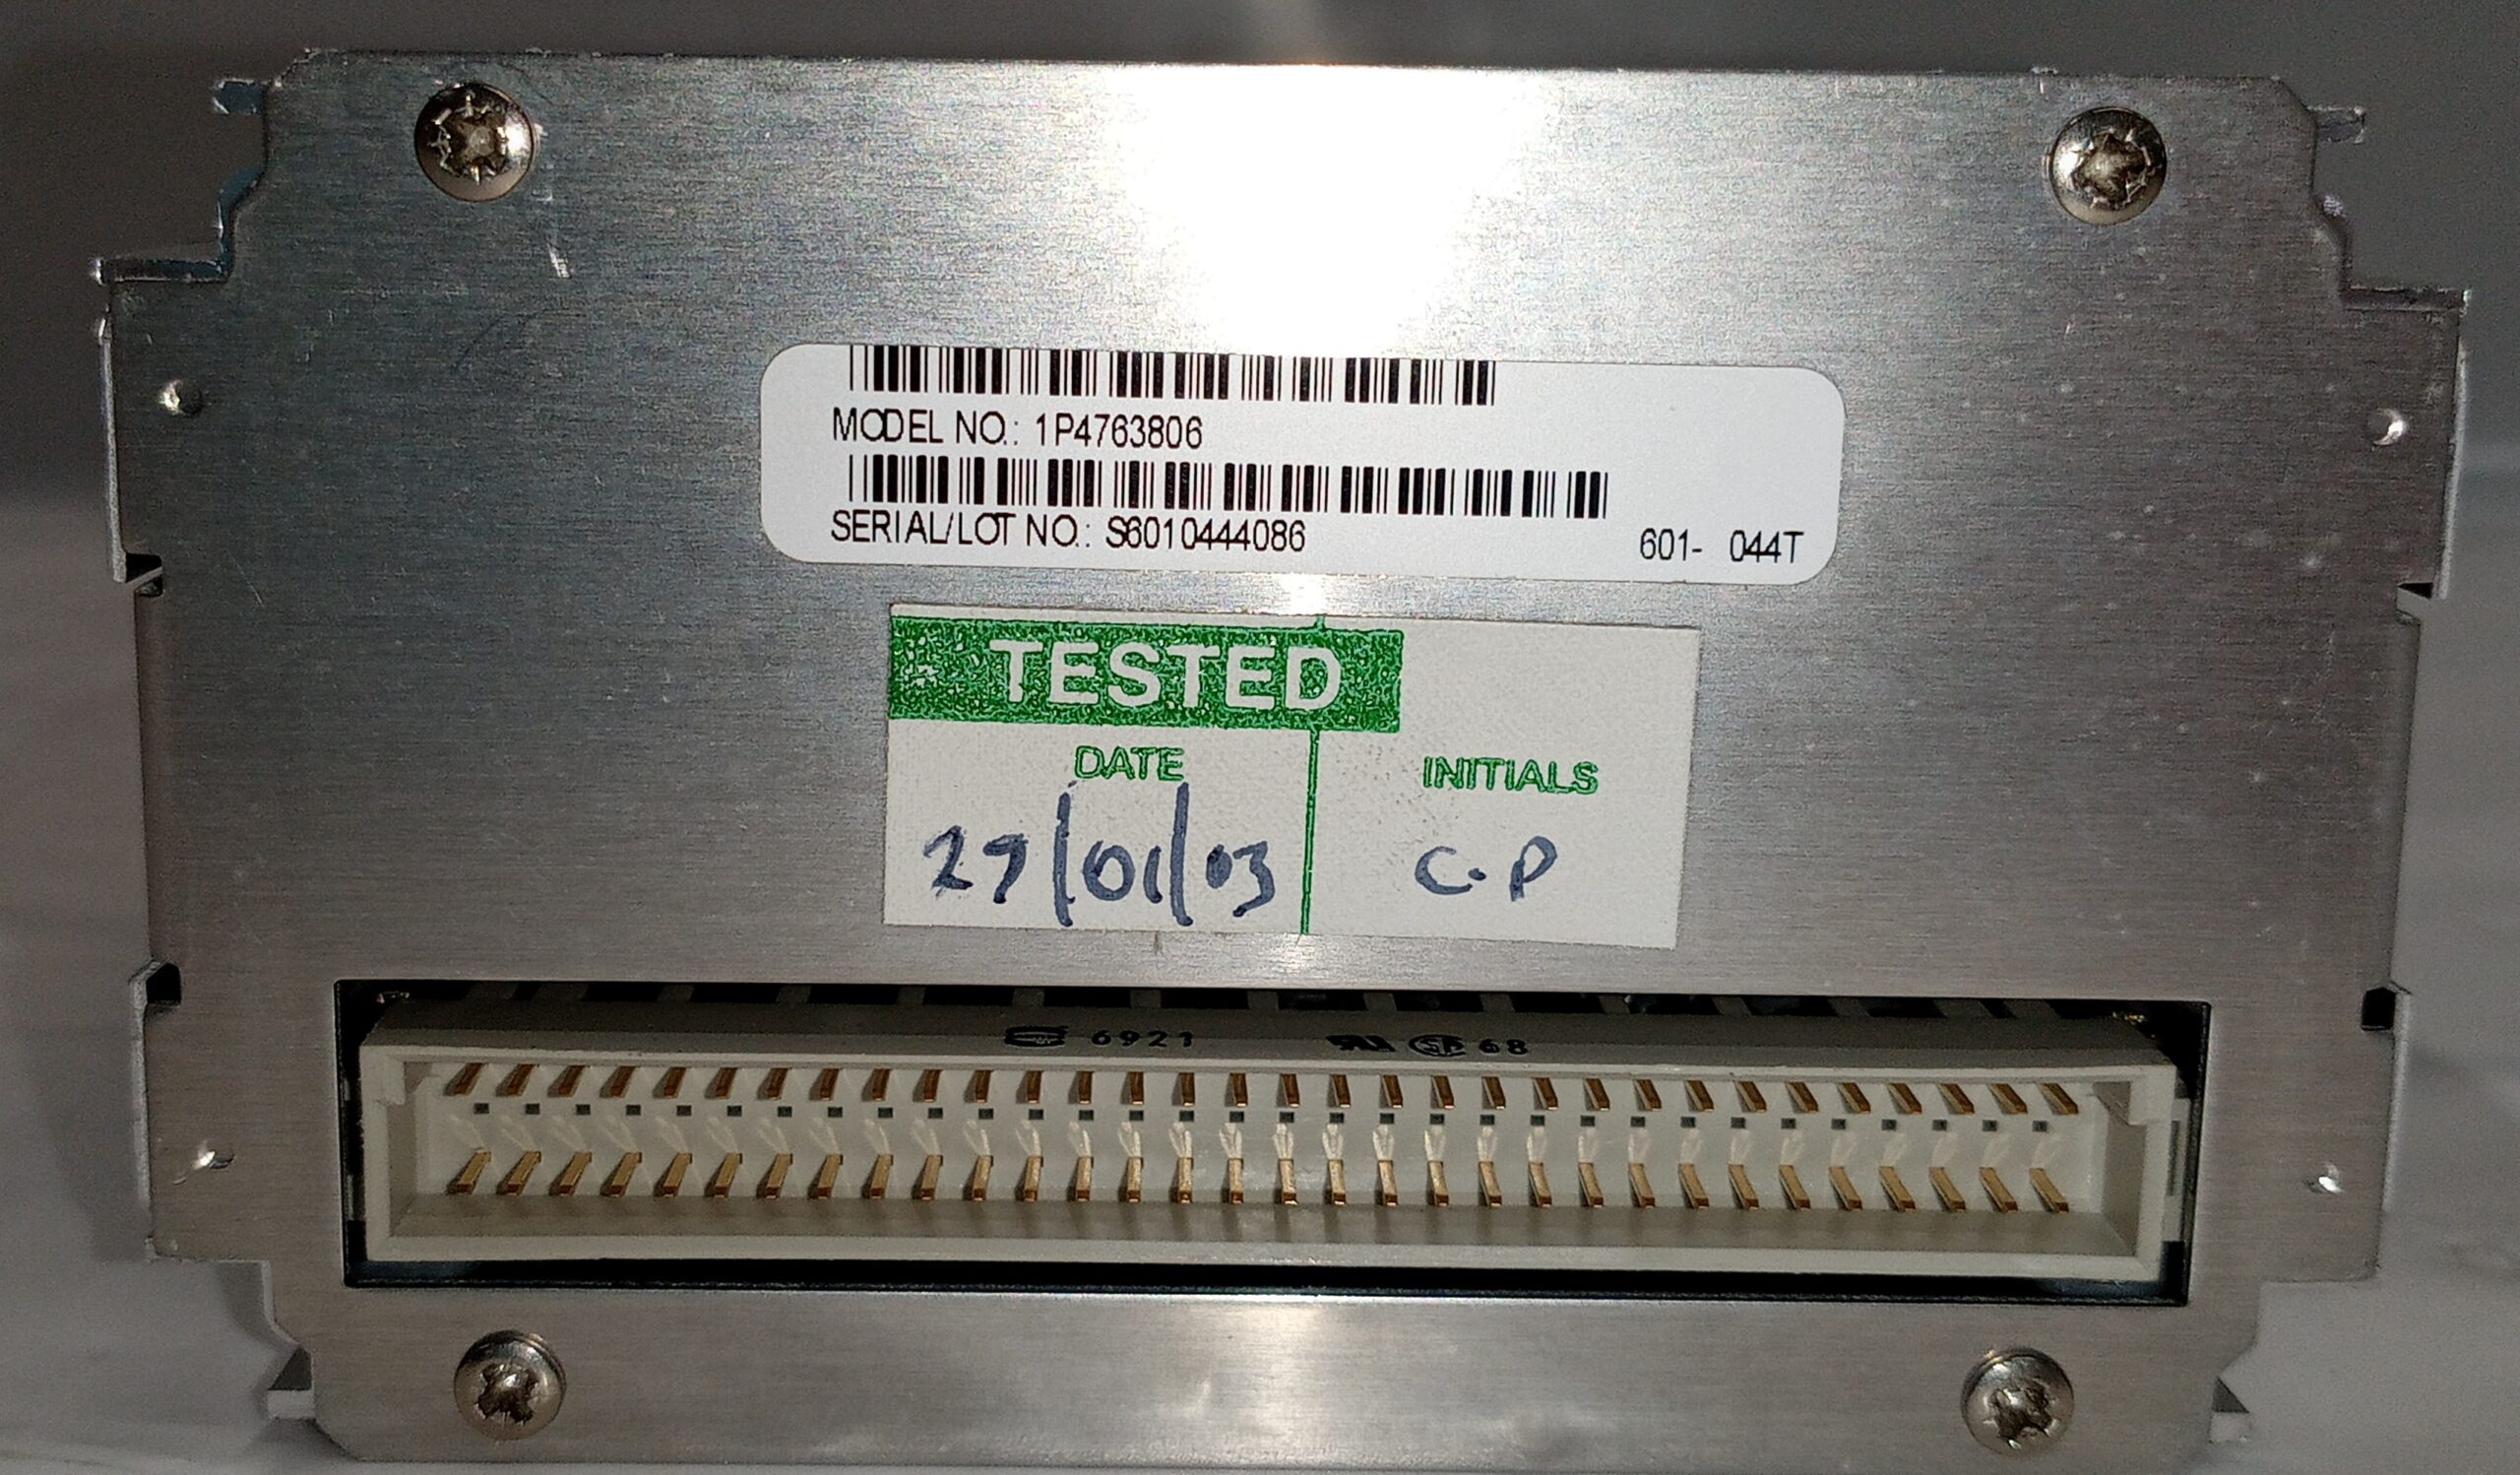 MODEL NO.: 1P4763806
SERIAL/LOT NO.: S6010444086
601- 044T
TESTED
DATE
INITIALS
29/01/03
C.P
6921
68